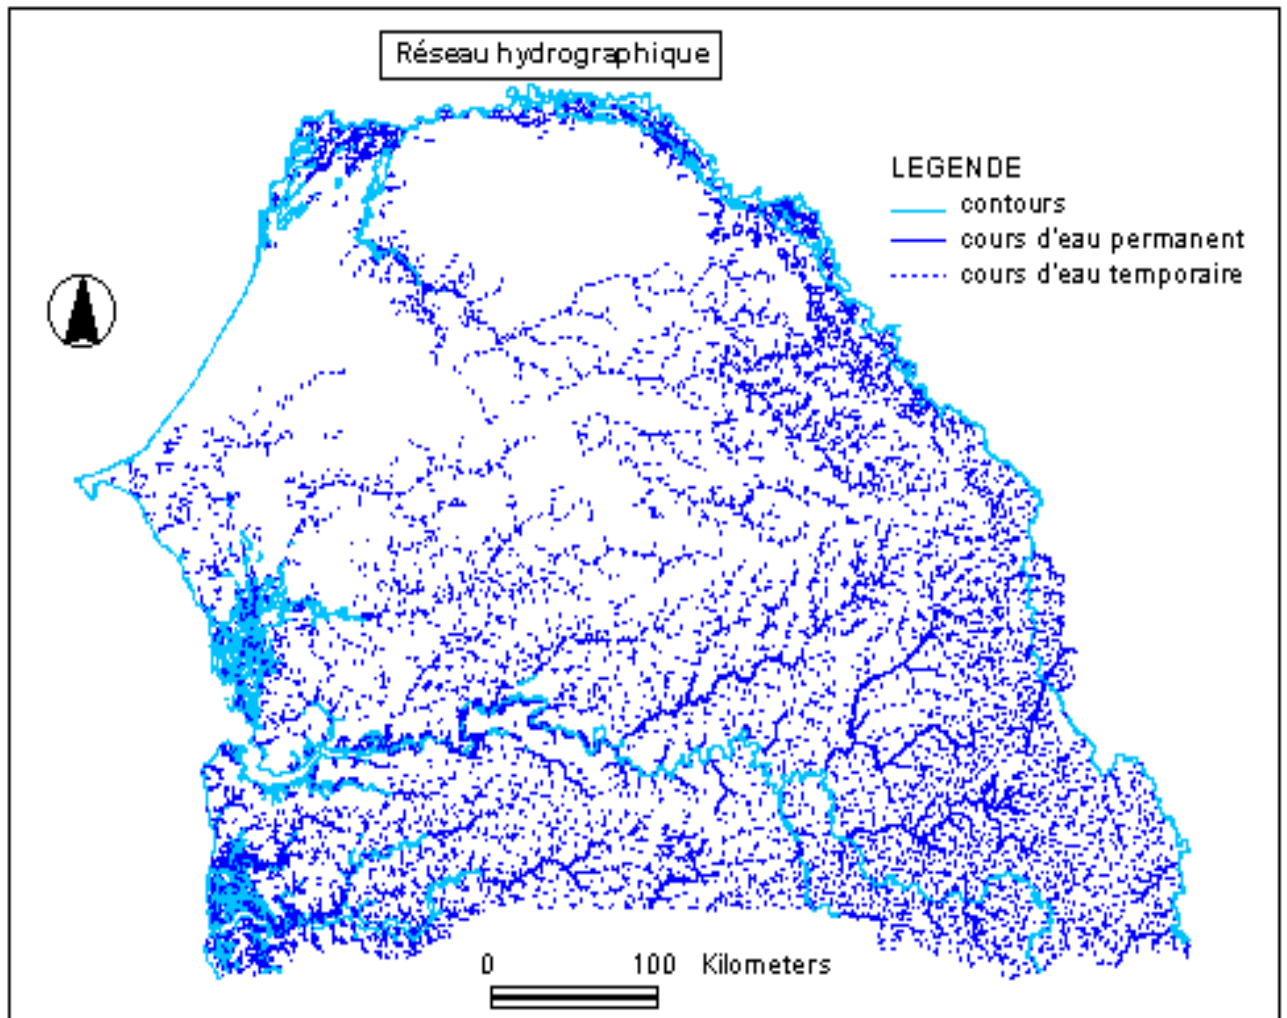 Réseau hydrographique
LEGENDE
contours
cours d'eau permanent
cours d'eau temporaire
0 100 Kilometers